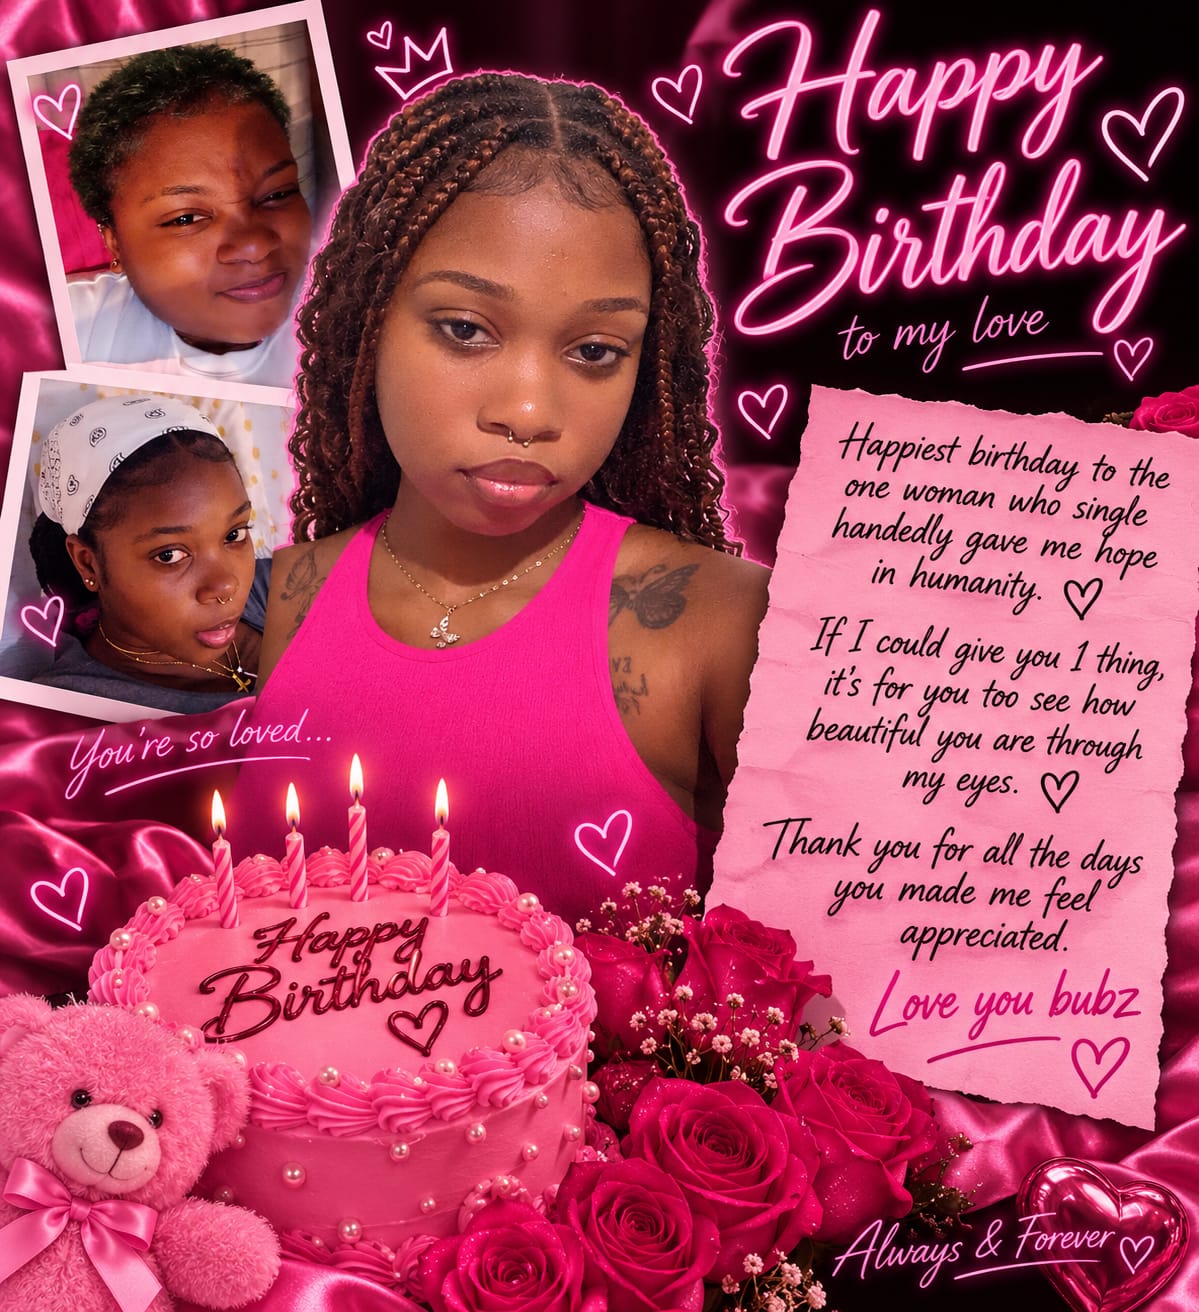 Happy
Birthday
to my love
Happiest birthday to the
one woman who single
handedly gave me hope
in humanity.
If I could give you 1 thing,
it's for you too see how
beautiful you are through
my eyes.
Thank you for all the days
you made me feel
appreciated.
Love you bubz
You're so loved...
Happy
Birthday
Always & Forever